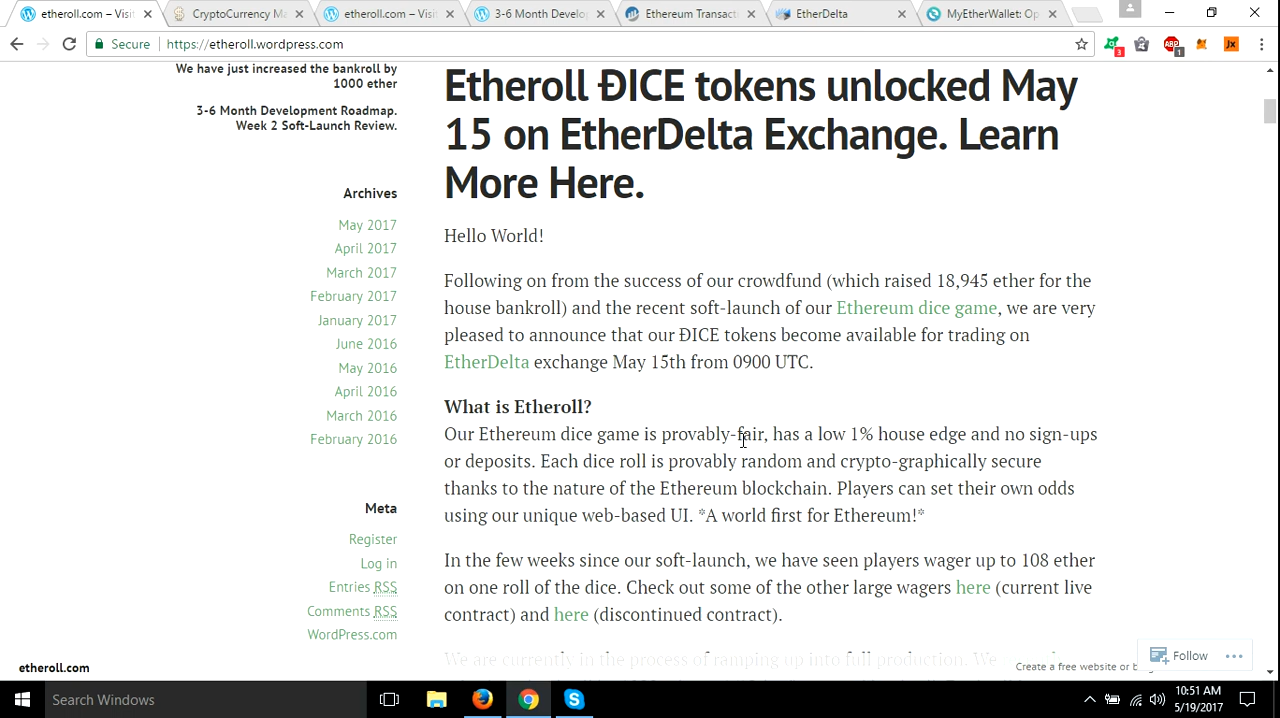 etheroll.com – Visi
CryptoCurrency Ma
etheroll.com – Visi
3-6 Month Develo
Ethereum Transact
EtherDelta
MyEtherWallet: Op
Secure
https://etheroll.wordpress.com
3
ABP
1
JX
We have just increased the bankroll by
1000 ether
3-6 Month Development Roadmap.
Week 2 Soft-Launch Review.
Archives
May 2017
April 2017
March 2017
February 2017
January 2017
June 2016
May 2016
April 2016
March 2016
February 2016
Meta
Register
Log in
Entries RSS
Comments RSS
WordPress.com
Etheroll ĐICE tokens unlocked May
15 on EtherDelta Exchange. Learn
More Here.
Hello World!
Following on from the success of our crowdfund (which raised 18,945 ether for the
house bankroll) and the recent soft-launch of our Ethereum dice game, we are very
pleased to announce that our ĐICE tokens become available for trading on
EtherDelta exchange May 15th from 0900 UTC.
What is Etheroll?
Our Ethereum dice game is provably-fair, has a low 1% house edge and no sign-ups
or deposits. Each dice roll is provably random and crypto-graphically secure
thanks to the nature of the Ethereum blockchain. Players can set their own odds
using our unique web-based UI. *A world first for Ethereum!*
In the few weeks since our soft-launch, we have seen players wager up to 108 ether
on one roll of the dice. Check out some of the other large wagers here (current live
contract) and here (discontinued contract).
We are currently in the process of ramping up into full production. We
etheroll.com
Create a free website or b
Follow
Search Windows
10:51 AM
5/19/2017